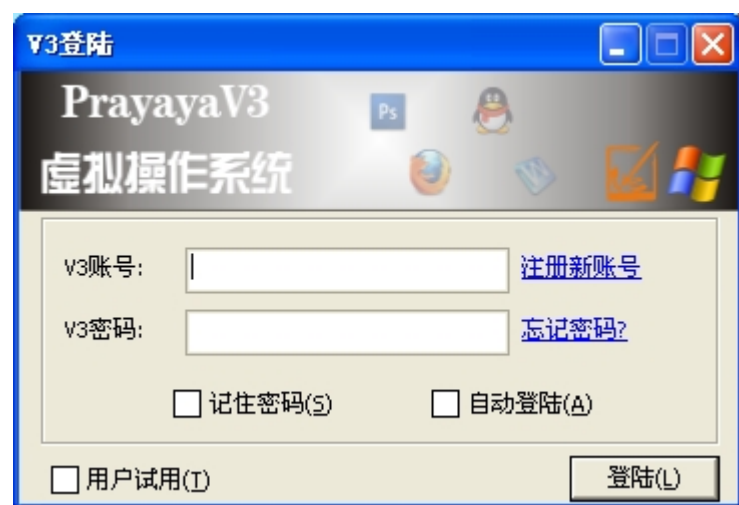 V3登陆
PrayayaV3
Ps
虚拟操作系统
W
V3账号:
注册新账号
V3密码:
忘记密码?
记住密码(S)
自动登陆(A)
用户试用(T)
登陆(L)